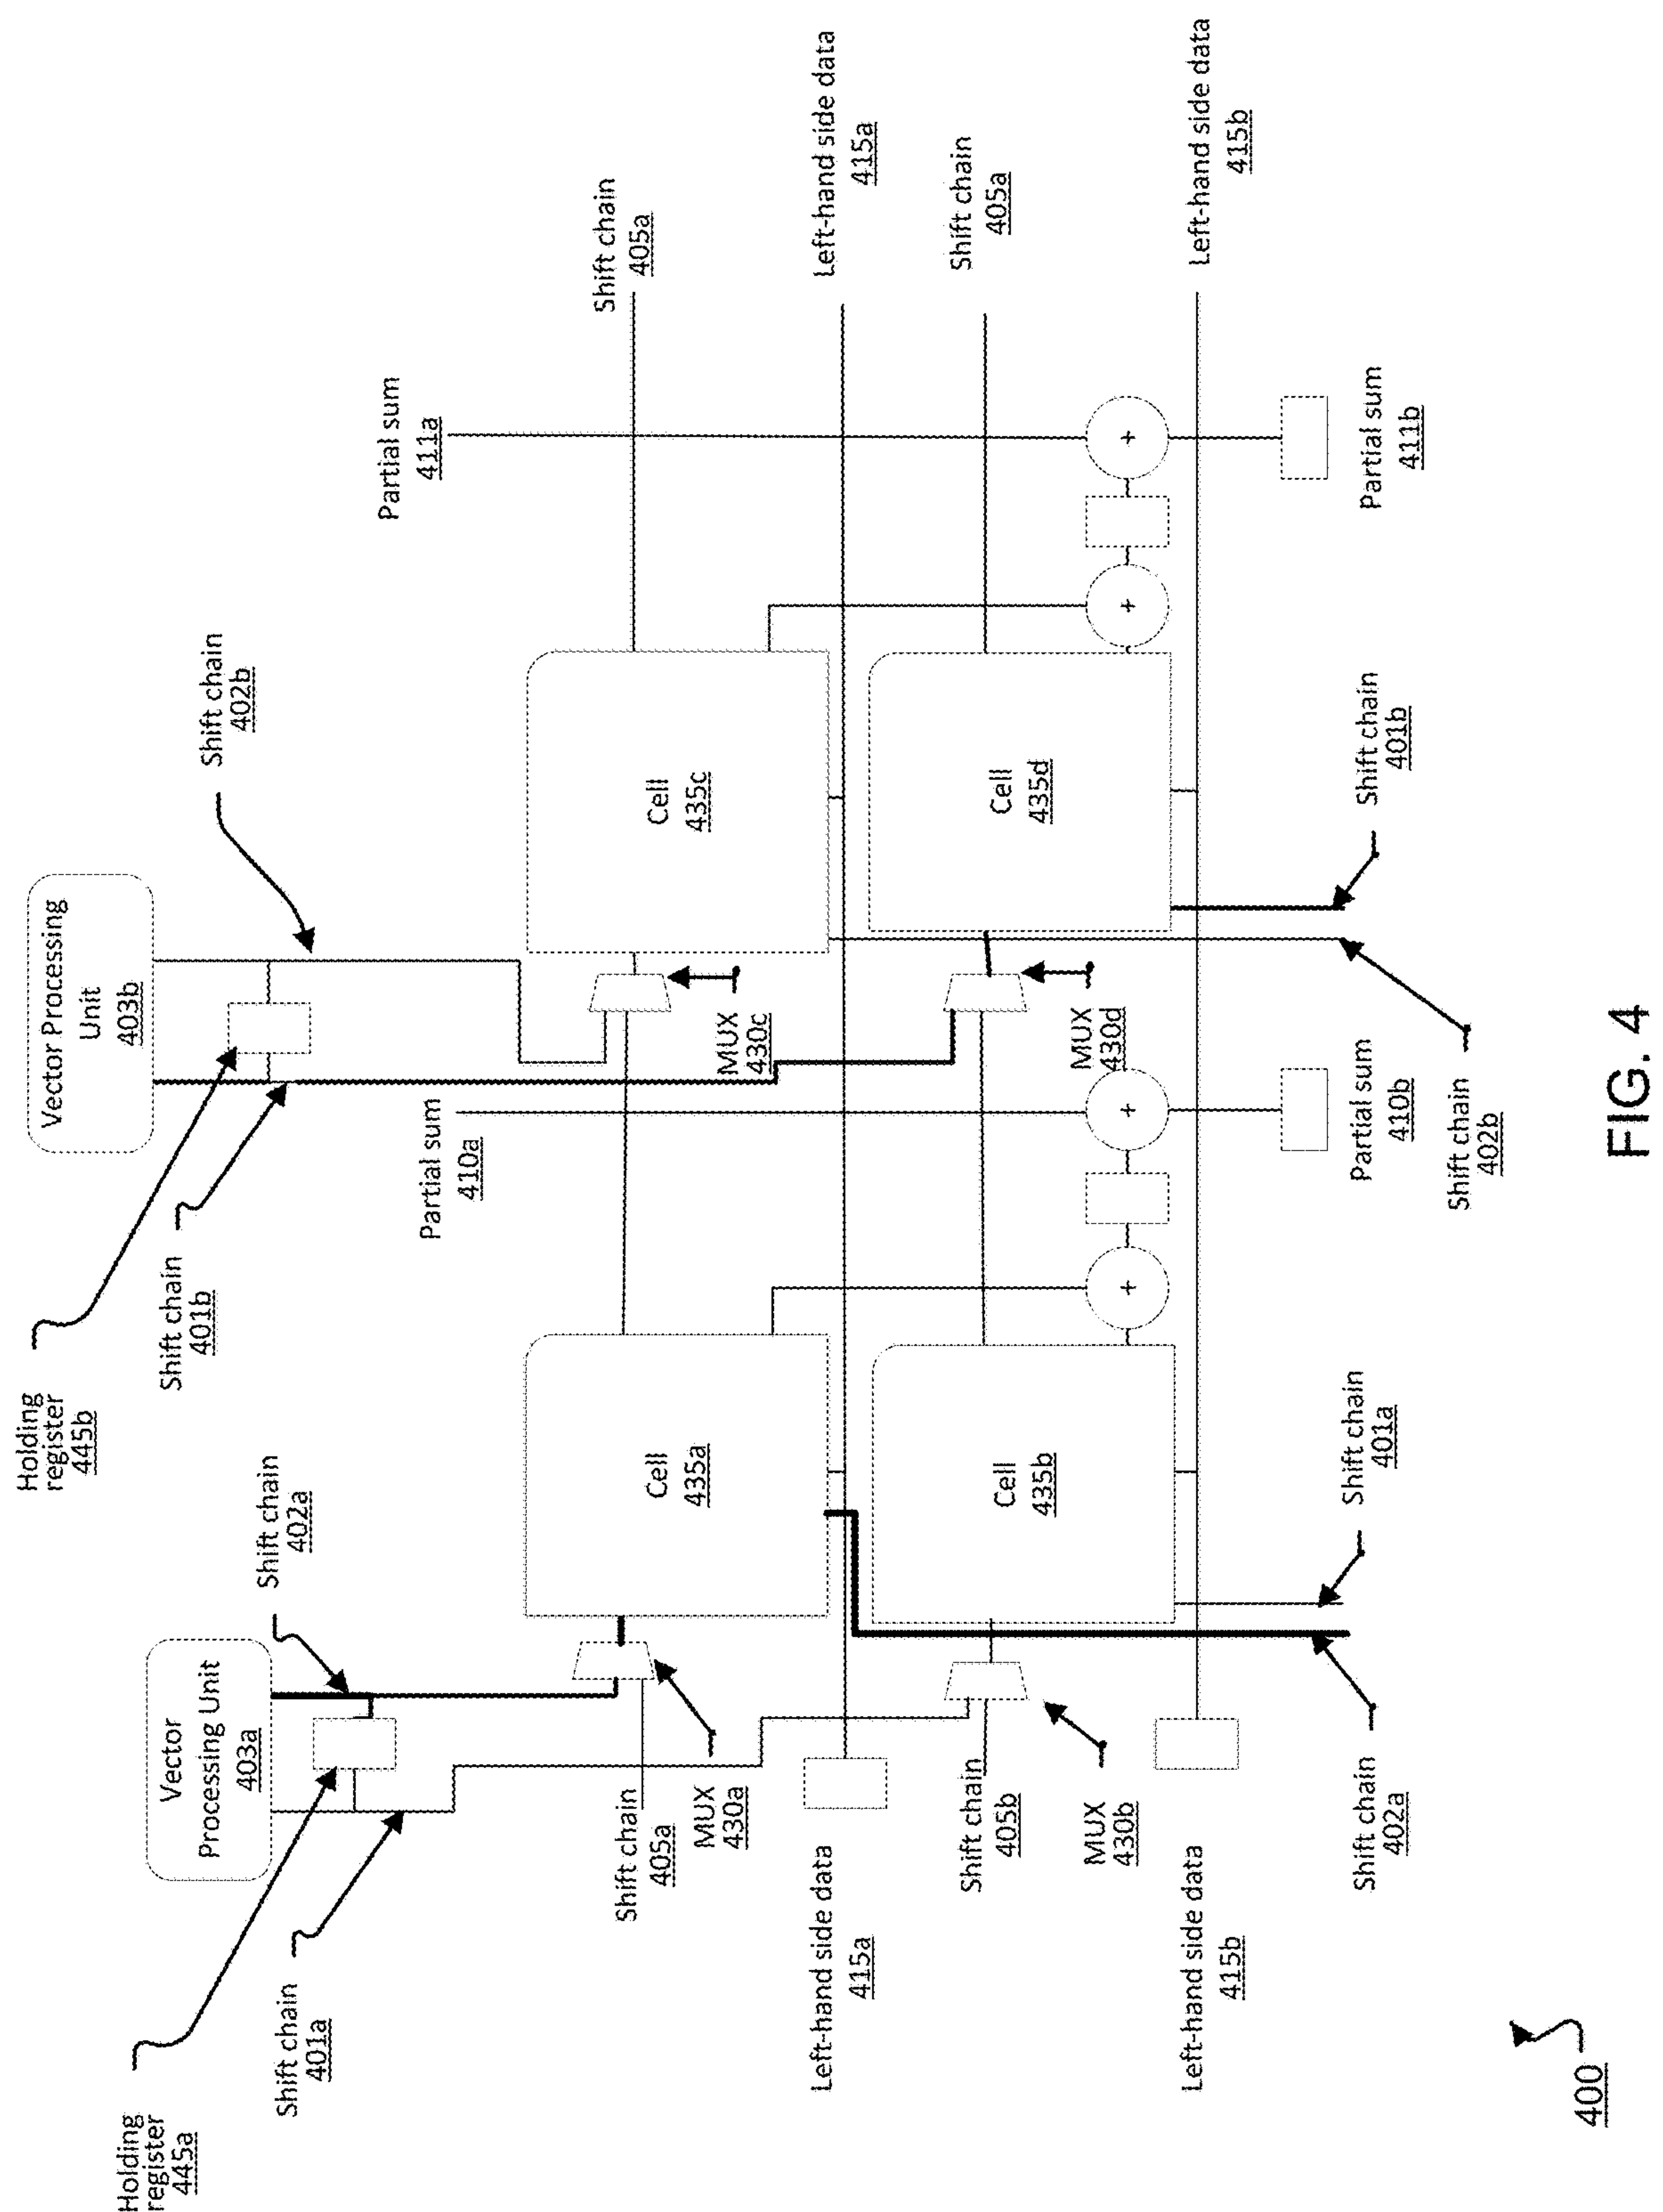 Vector Processing
Unit
403b
Vector
Processing Unit
403a
Holding
register
445b
Holding
register
445a
Shift chain
402b
Shift chain
401b
Shift chain
402a
Shift chain
401a
Partial sum
411a
Partial sum
410a
Shift chain
405a
Cell
435c
MUX
430c
Cell
435a
MUX
430a
Shift chain
405a
Left-hand side data
415a
Left-hand side data
415a
Shift chain
405a
Cell
435d
MUX
430d
Cell
435b
Shift chain
405b
MUX
430b
Left-hand side data
415b
Left-hand side data
415b
+
+
+
+
Partial sum
411b
Shift chain
401b
Partial sum
410b
Shift chain
402b
Shift chain
401a
Shift chain
402a
400
FIG. 4